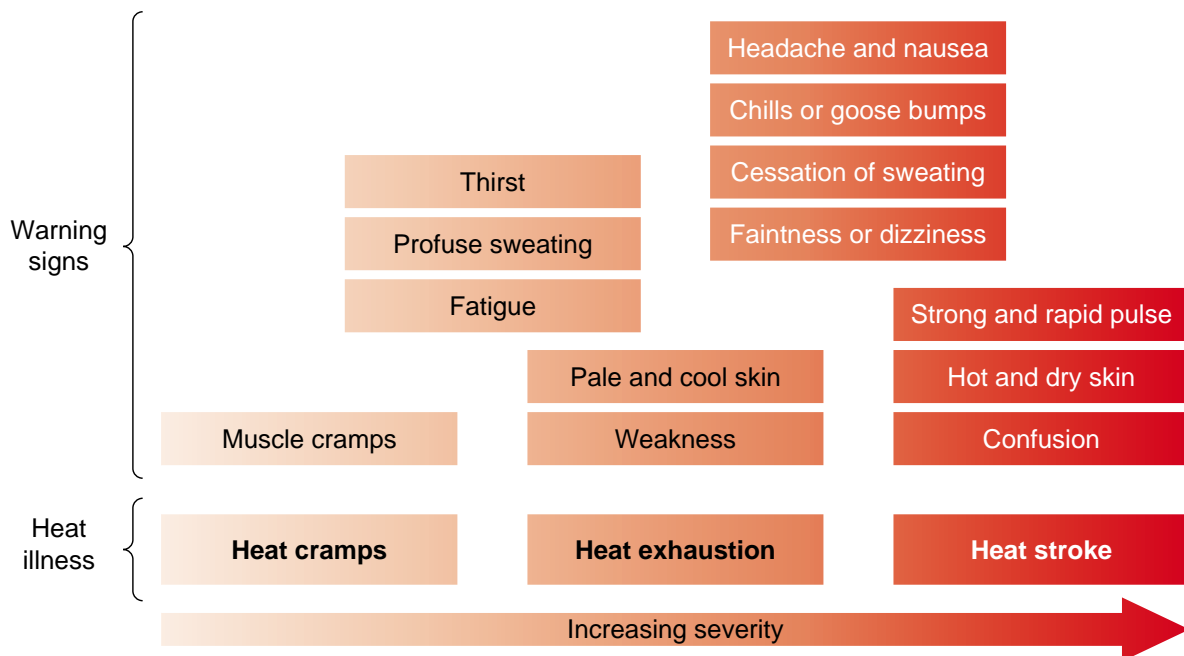 Headache and nausea
Chills or goose bumps
Thirst
Cessation of sweating
Warning
signs
Profuse sweating
Faintness or dizziness
Fatigue
Strong and rapid pulse
Pale and cool skin
Hot and dry skin
Muscle cramps
Weakness
Confusion
Heat
illness
Heat cramps
Heat exhaustion
Heat stroke
Increasing severity